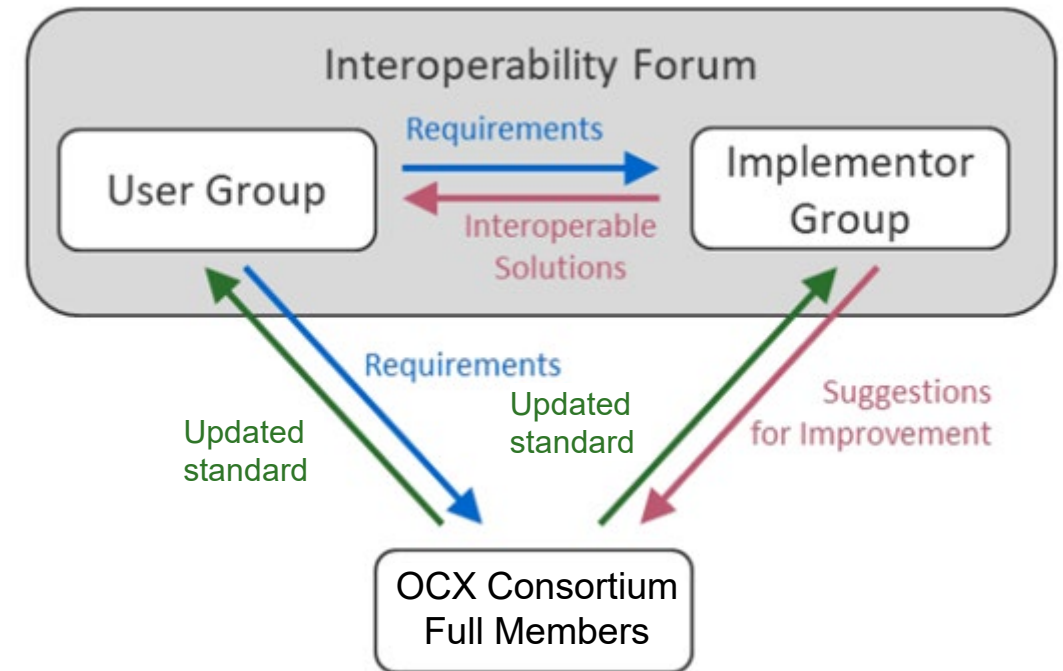 Interoperability Forum
Requirements
User Group
Implementor
Group
Interoperable
Solutions
Requirements
Updated
standard
Updated
standard
Suggestions
for Improvement
OCX Consortium
Full Members